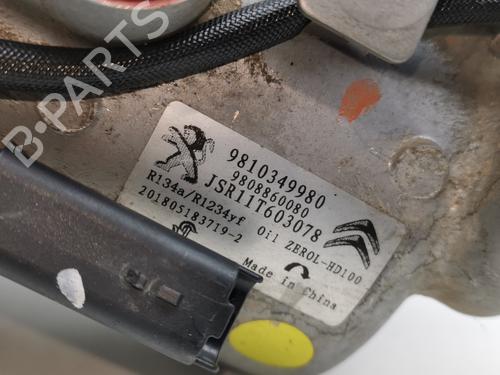 B-PARTS
9810349980
9808860080
JSR11T603078
R134a/R1234yf Oil ZEROL-HD100
201805183719-2
Made in China